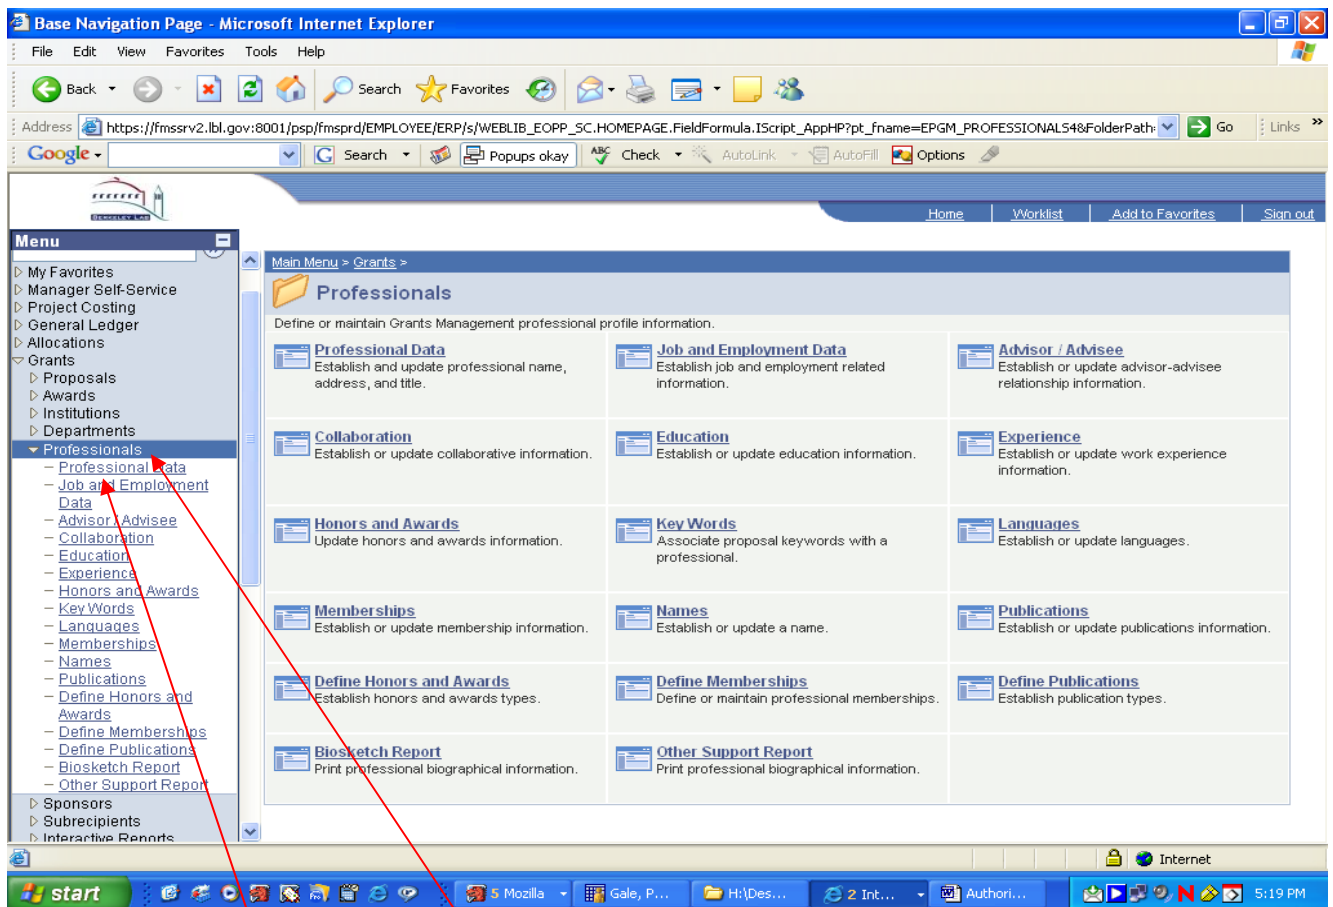 Base Navigation Page - Microsoft Internet Explorer
File Edit View Favorites Tools Help
Back Search Favorites
Address https://fmssrv2.lbl.gov:8001/psp/fmsprd/EMPLOYEE/ERP/s/WEBLIB_EOPP_SC.HOMEPAGE.FieldFormula.IScript_AppHP?pt_fname=EPGM_PROFESSIONALS4&FolderPath: Go Links »
Google Search Popups okay Check AutoLink AutoFill Options
BERKELEY LAB
Home Worklist Add to Favorites Sign out
Menu
My Favorites
Manager Self-Service
Project Costing
General Ledger
Allocations
Grants
Proposals
Awards
Institutions
Departments
Professionals
– Professional Data
– Job and Employment
Data
– Advisor / Advisee
– Collaboration
– Education
– Experience
– Honors and Awards
– Key Words
– Languages
– Memberships
– Names
– Publications
– Define Honors and
Awards
– Define Memberships
– Define Publications
– Biosketch Report
– Other Support Report
Sponsors
Subrecipients
Interactive Reports
Main Menu > Grants >
Professionals
Define or maintain Grants Management professional profile information.
Professional Data
Establish and update professional name,
address, and title.
Job and Employment Data
Establish job and employment related
information.
Advisor / Advisee
Establish or update advisor-advisee
relationship information.
Collaboration
Establish or update collaborative information.
Education
Establish or update education information.
Experience
Establish or update work experience
information.
Honors and Awards
Update honors and awards information.
Key Words
Associate proposal keywords with a
professional.
Languages
Establish or update languages.
Memberships
Establish or update membership information.
Names
Establish or update a name.
Publications
Establish or update publications information.
Define Honors and Awards
Establish honors and awards types.
Define Memberships
Define or maintain professional memberships.
Define Publications
Establish publication types.
Biosketch Report
Print professional biographical information.
Other Support Report
Print professional biographical information.
Internet
start 5 Mozilla Gale, P... H:\Des... 2 Int... Authori... 5:19 PM